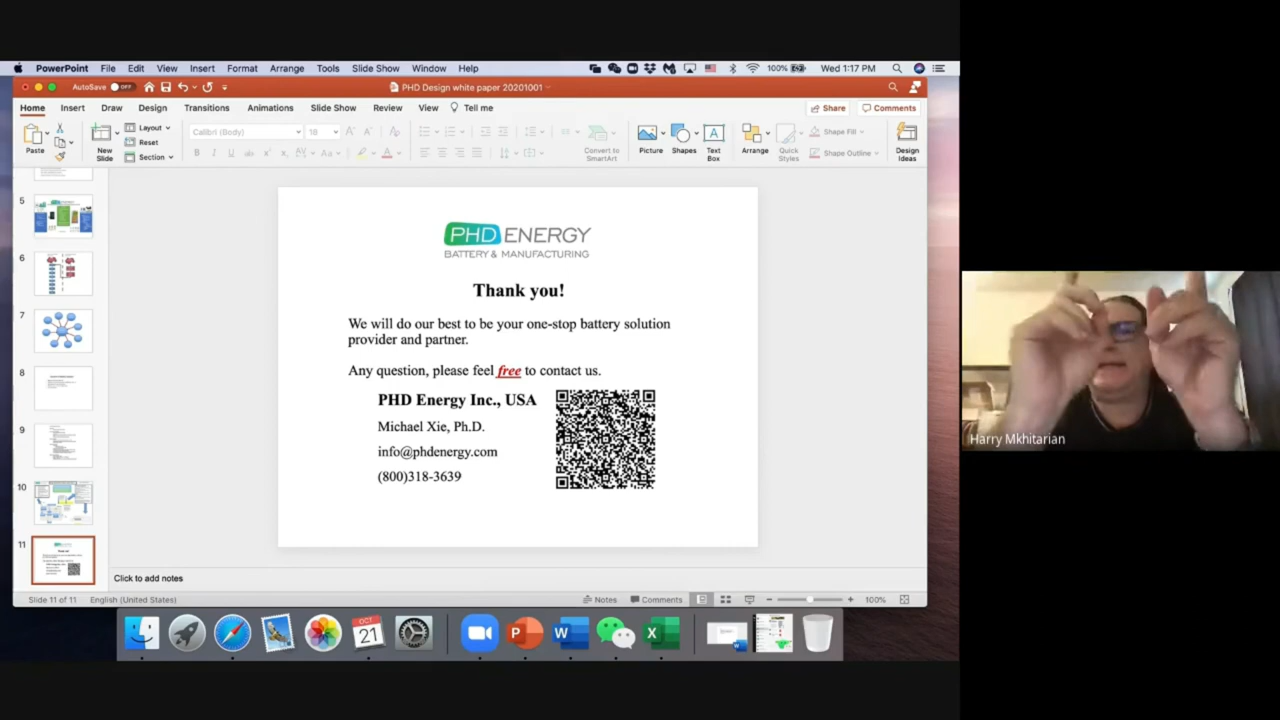 PowerPoint File Edit View Insert Format Arrange Tools Slide Show Window Help 100% Wed 1:17 PM
AutoSave OFF PHD Design white paper 20201001
Home Insert Draw Design Transitions Animations Slide Show Review View Tell me Share Comments
Paste
New Slide
Layout
Reset
Section
Calibri (Body) 18
Convert to SmartArt
Picture
Shapes
Text Box
Arrange
Quick Styles
Shape Fill
Shape Outline
Design Ideas
5
6
7
8
9
10
11
PHD ENERGY
BATTERY & MANUFACTURING
Thank you!
We will do our best to be your one-stop battery solution
provider and partner.
Any question, please feel free to contact us.
PHD Energy Inc., USA
Michael Xie, Ph.D.
info@phdenergy.com
(800)318-3639
Harry Mkhitarian
Click to add notes
Slide 11 of 11 English (United States) Notes Comments 100%
OCT
21